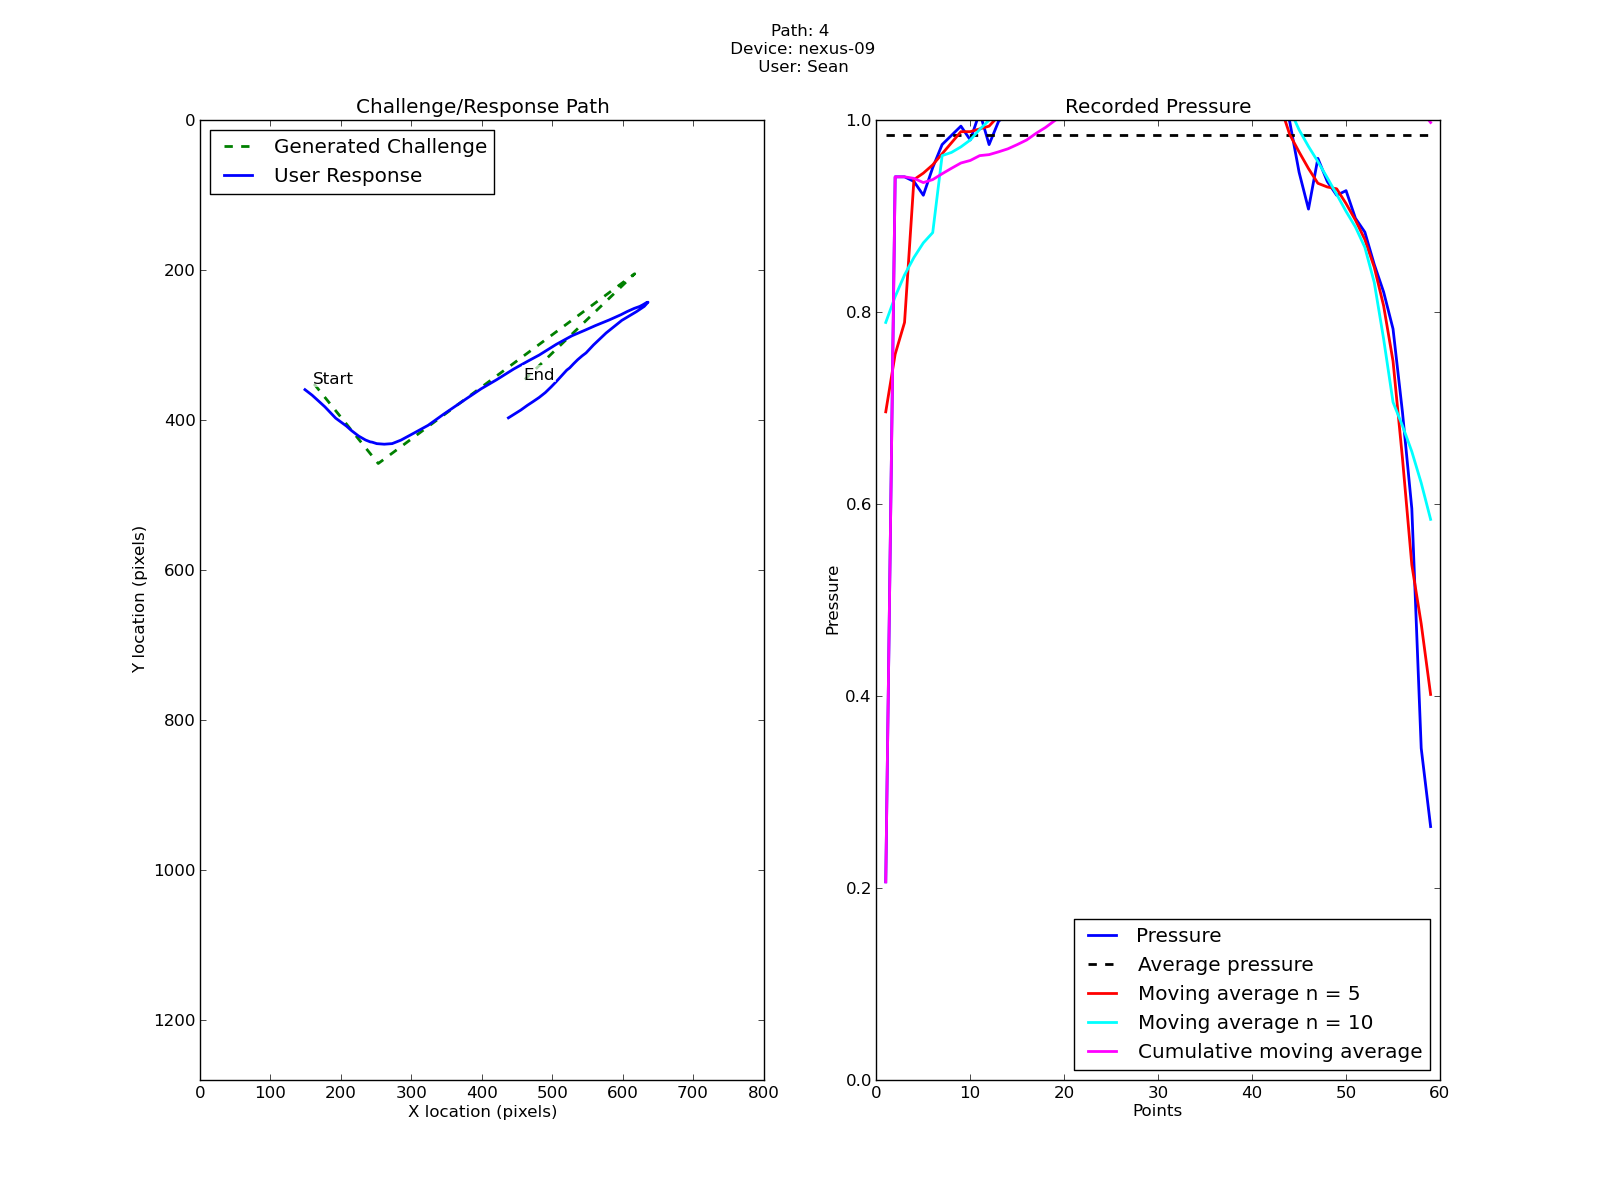 Path: 4
Device: nexus-09
User: Sean
Challenge/Response Path
Generated Challenge
User Response
Start
End
0
200
400
600
800
1000
1200
Y location (pixels)
0 100 200 300 400 500 600 700 800
X location (pixels)
Recorded Pressure
1.0
0.8
0.6
0.4
0.2
0.0
Pressure
Pressure
Average pressure
Moving average n = 5
Moving average n = 10
Cumulative moving average
0 10 20 30 40 50 60
Points